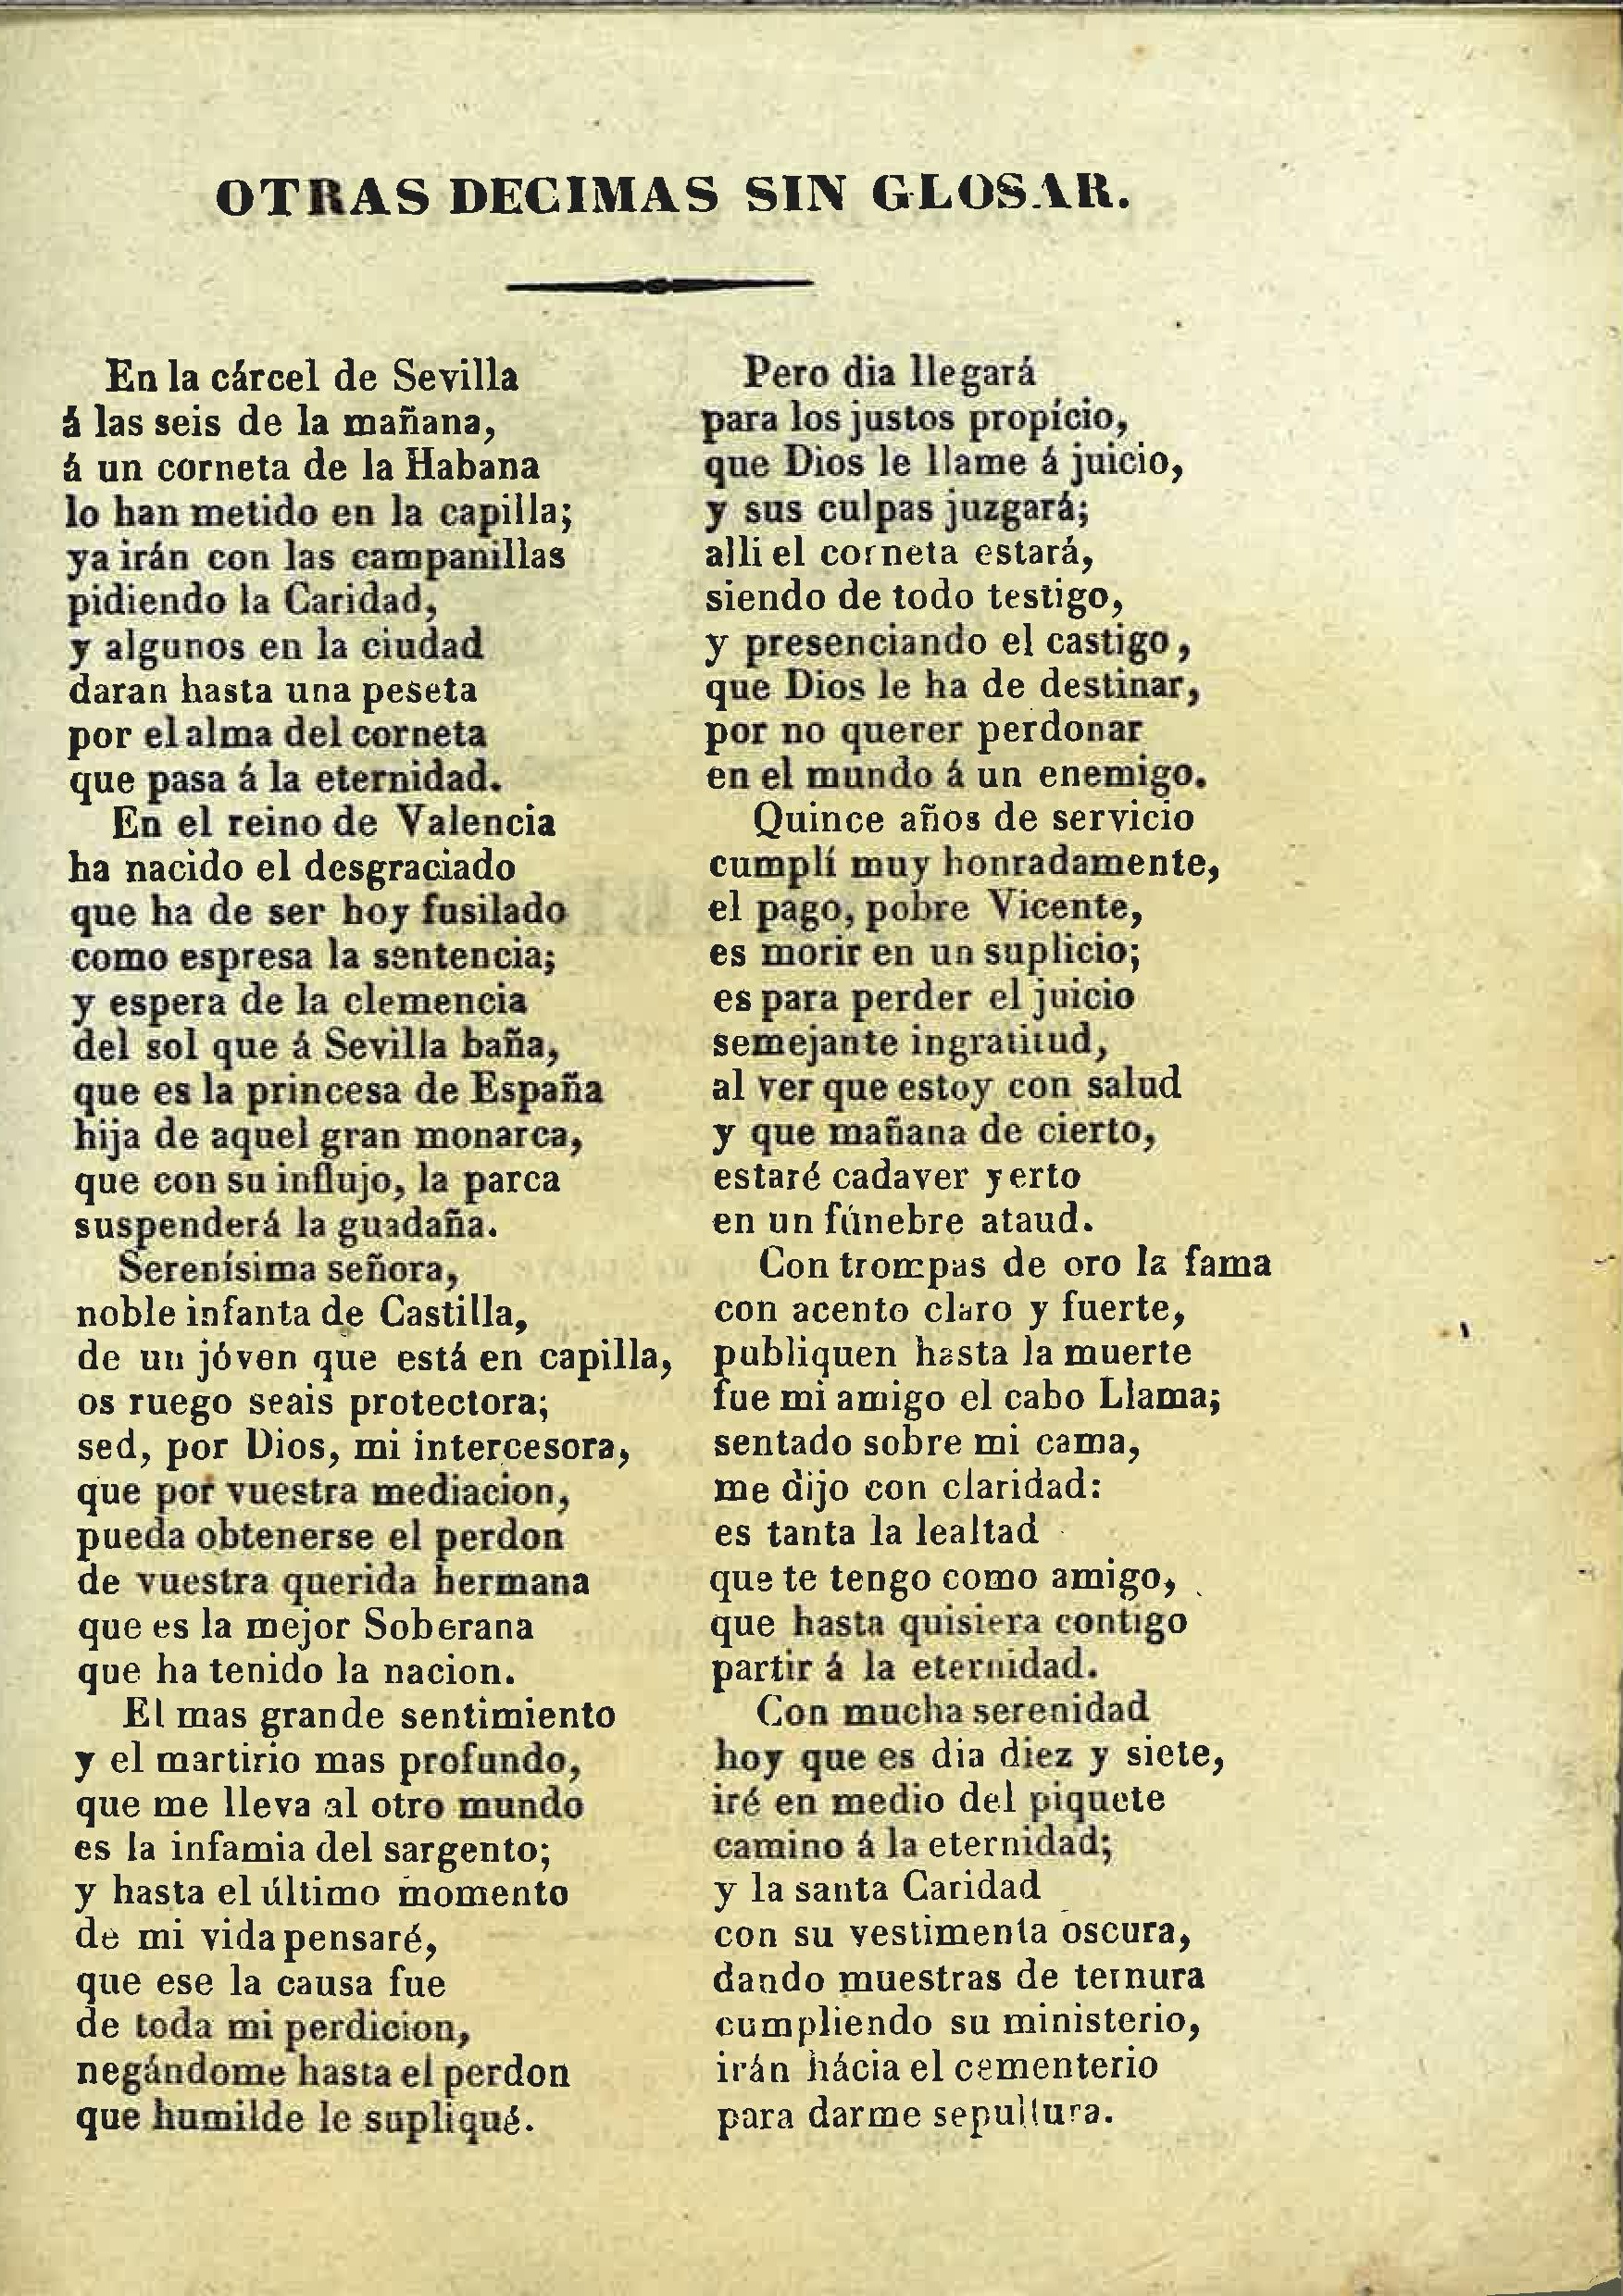 OTRAS DECIMAS SIN GLOSAR.
En la cárcel de Sevilla
á las seis de la mañana,
á un corneta de la Habana
lo han metido en la capilla;
ya irán con las campanillas
pidiendo la Caridad,
y algunos en la ciudad
daran hasta una peseta
por el alma del corneta
que pasa á la eternidad.
En el reino de Valencia
ha nacido el desgraciado
que ha de ser hoy fusilado
como espresa la sentencia;
y espera de la clemencia
del sol que á Sevilla baña,
que es la princesa de España
hija de aquel gran monarca,
que con su influjo, la parca
suspenderá la guadaña.
Serenísima señora,
noble infanta de Castilla,
de un jóven que está en capilla,
os ruego seais protectora;
sed, por Dios, mi intercesora,
que por vuestra mediacion,
pueda obtenerse el perdon
de vuestra querida hermana
que es la mejor Soberana
que ha tenido la nacion.
El mas grande sentimiento
y el martirio mas profundo,
que me lleva al otro mundo
es la infamia del sargento;
y hasta el último momento
de mi vida pensaré,
que ese la causa fue
de toda mi perdicion,
negándome hasta el perdon
que humilde le supliqué.
Pero dia llegará
para los justos propício,
que Dios le llame á juicio,
y sus culpas juzgará;
alli el corneta estará,
siendo de todo testigo,
y presenciando el castigo,
que Dios le ha de destinar,
por no querer perdonar
en el mundo á un enemigo.
Quince años de servicio
cumplí muy honradamente,
el pago, pobre Vicente,
es morir en un suplicio;
es para perder el juicio
semejante ingratitud,
al ver que estoy con salud
y que mañana de cierto,
estaré cadaver yerto
en un fúnebre ataud.
Con trompas de oro la fama
con acento claro y fuerte,
publiquen hasta la muerte
fue mi amigo el cabo Llama;
sentado sobre mi cama,
me dijo con claridad:
es tanta la lealtad
que te tengo como amigo,
que hasta quisiera contigo
partir á la eternidad.
Con mucha serenidad
hoy que es dia diez y siete,
iré en medio del piquete
camino á la eternidad;
y la santa Caridad
con su vestimenta oscura,
dando muestras de ternura
cumpliendo su ministerio,
irán hácia el cementerio
para darme sepultura.